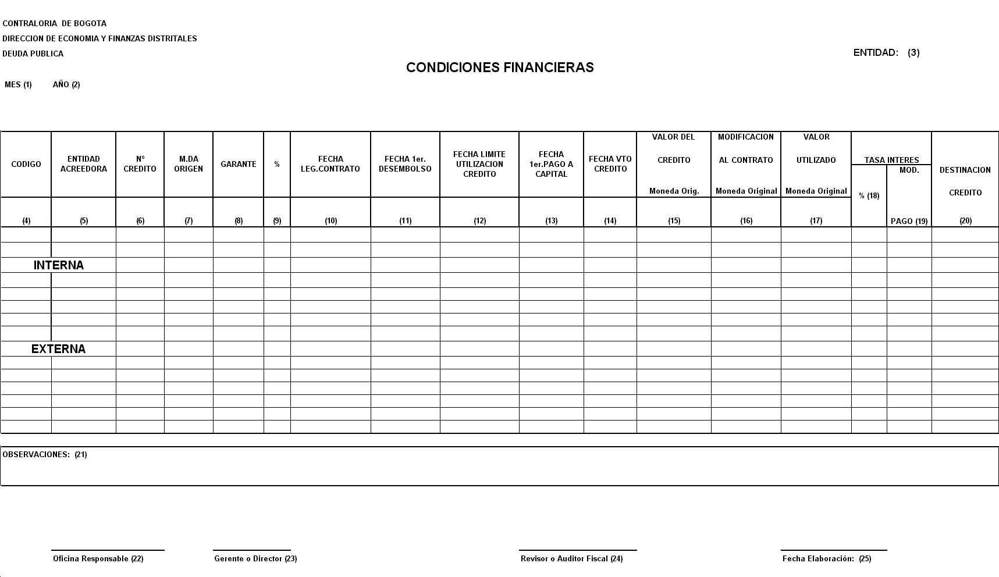 CONTRALORIA DE BOGOTA
DIRECCION DE ECONOMIA Y FINANZAS DISTRITALES
DEUDA PUBLICA
ENTIDAD: (3)
CONDICIONES FINANCIERAS
MES (1) AÑO (2)
CODIGO
ENTIDAD
ACREEDORA
Nº
CREDITO
M.DA
ORIGEN
GARANTE
%
FECHA
LEG.CONTRATO
FECHA 1er.
DESEMBOLSO
FECHA LIMITE
UTILIZACION
CREDITO
FECHA
1er.PAGO A
CAPITAL
FECHA VTO
CREDITO
VALOR DEL
CREDITO
Moneda Orig.
MODIFICACION
AL CONTRATO
Moneda Original
VALOR
UTILIZADO
Moneda Original
TASA INTERES
% (18)
MOD.
PAGO (19)
DESTINACION
CREDITO
(4) (5) (6) (7) (8) (9) (10) (11) (12) (13) (14) (15) (16) (17) (20)
INTERNA
EXTERNA
OBSERVACIONES: (21)
Oficina Responsable (22) Gerente o Director (23) Revisor o Auditor Fiscal (24) Fecha Elaboración: (25)